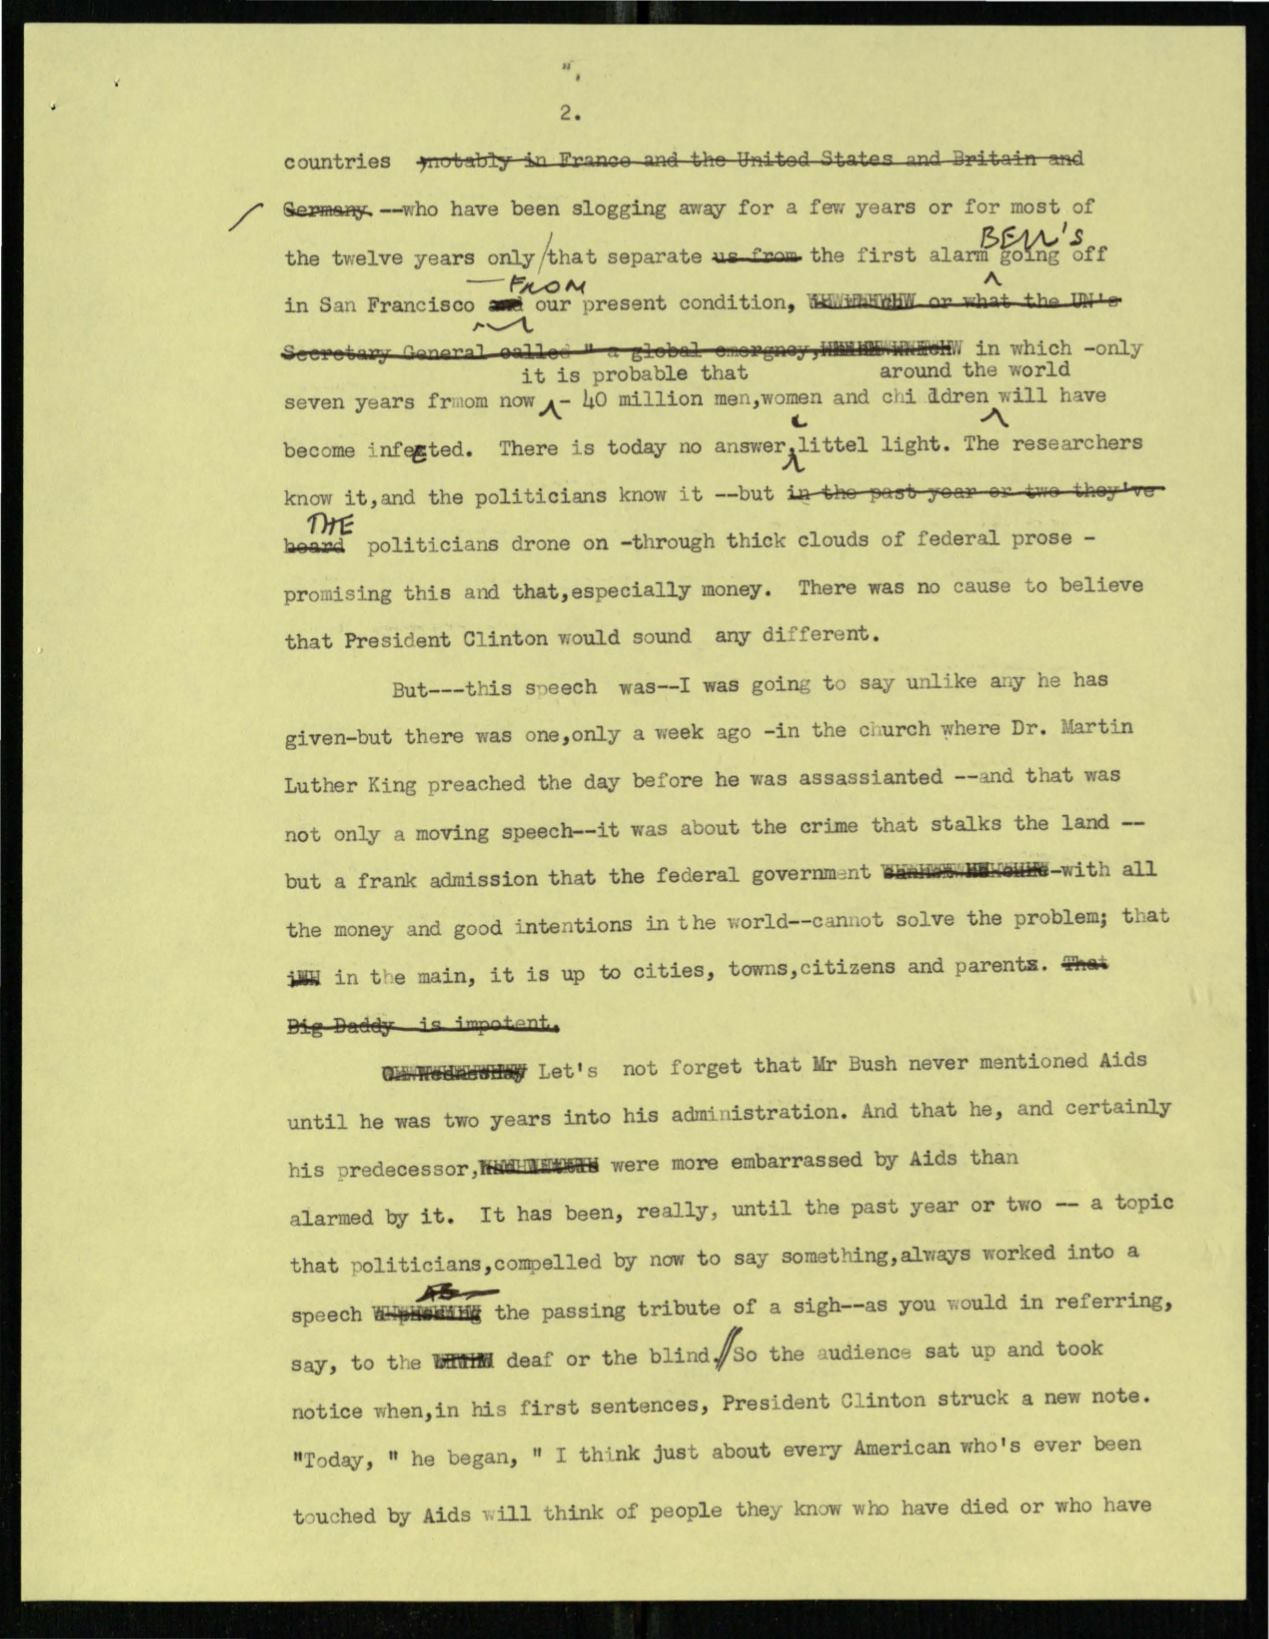 2.
countries ,notably in France and the United States and Britain and
Germany. --who have been slogging away for a few years or for most of
BELL'S
the twelve years only/that separate us from the first alarm going off
FROM
in San Francisco and our present condition, or what the UN's
Secretary General called " a global emergncy, in which -only
it is probable that around the world
seven years frmom now - 40 million men,women and chi ldren will have
become infected. There is today no answer,littel light. The researchers
know it,and the politicians know it --but in the past year or two they've
THE
heard politicians drone on -through thick clouds of federal prose -
promising this and that,especially money. There was no cause to believe
that President Clinton would sound any different.
But---this speech was--I was going to say unlike any he has
given-but there was one,only a week ago -in the church where Dr. Martin
Luther King preached the day before he was assassianted --and that was
not only a moving speech--it was about the crime that stalks the land --
but a frank admission that the federal government -with all
the money and good intentions in the world--cannot solve the problem; that
in the main, it is up to cities, towns,citizens and parents. That
Big Daddy is impotent.
Wednesday Let's not forget that Mr Bush never mentioned Aids
until he was two years into his administration. And that he, and certainly
his predecessor, were more embarrassed by Aids than
alarmed by it. It has been, really, until the past year or two -- a topic
that politicians,compelled by now to say something,always worked into a
speech the passing tribute of a sigh--as you would in referring,
say, to the deaf or the blind.//So the audience sat up and took
notice when,in his first sentences, President Clinton struck a new note.
"Today, " he began, " I think just about every American who's ever been
touched by Aids will think of people they know who have died or who have